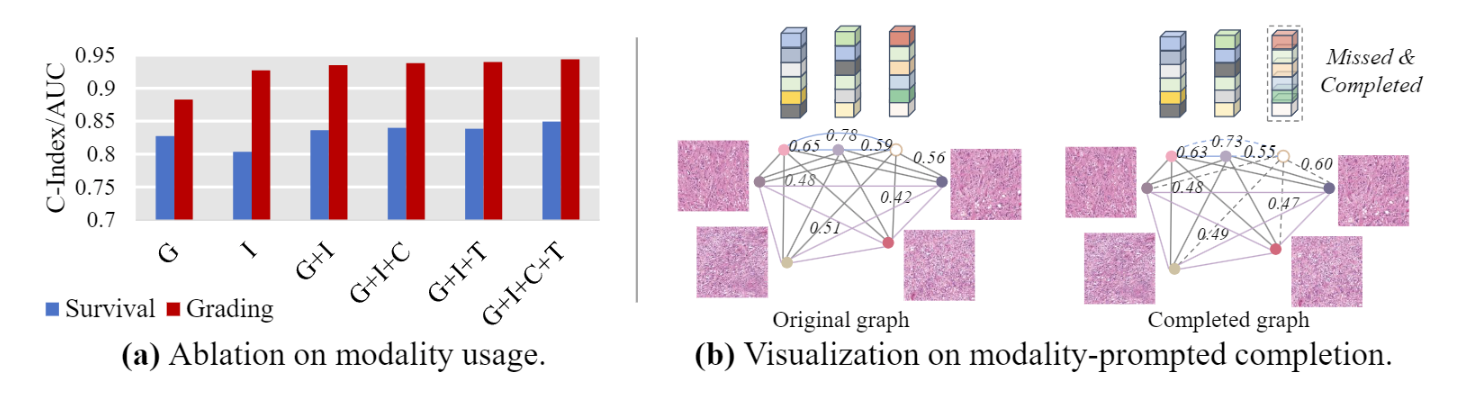 C-Index/AUC
0.95
0.9
0.85
0.8
0.75
0.7
G
I
G+I
G+I+C
G+I+T
G+I+C+T
Survival
Grading
(a) Ablation on modality usage.
0.78
0.65
0.59
0.56
0.48
0.42
0.51
Original graph
Missed &
Completed
0.73
0.63
0.55
0.60
0.48
0.47
0.49
Completed graph
(b) Visualization on modality-prompted completion.